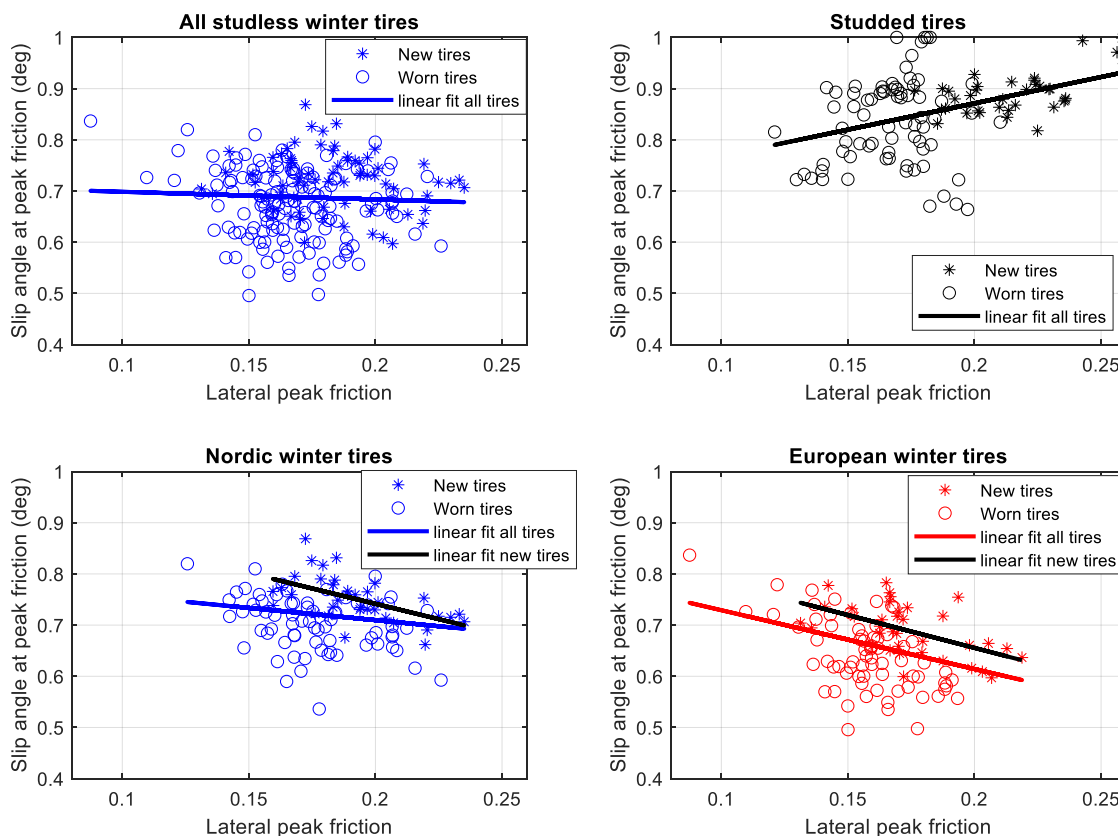 All studless winter tires
Slip angle at peak friction (deg)
1
0.9
0.8
0.7
0.6
0.5
0.4
0.1
0.15
0.2
0.25
Lateral peak friction
New tires
Worn tires
linear fit all tires
Studded tires
Slip angle at peak friction (deg)
1
0.9
0.8
0.7
0.6
0.5
0.4
0.1
0.15
0.2
0.25
Lateral peak friction
New tires
Worn tires
linear fit all tires
Nordic winter tires
Slip angle at peak friction (deg)
1
0.9
0.8
0.7
0.6
0.5
0.4
0.1
0.15
0.2
0.25
Lateral peak friction
New tires
Worn tires
linear fit all tires
linear fit new tires
European winter tires
Slip angle at peak friction (deg)
1
0.9
0.8
0.7
0.6
0.5
0.4
0.1
0.15
0.2
0.25
Lateral peak friction
New tires
Worn tires
linear fit all tires
linear fit new tires